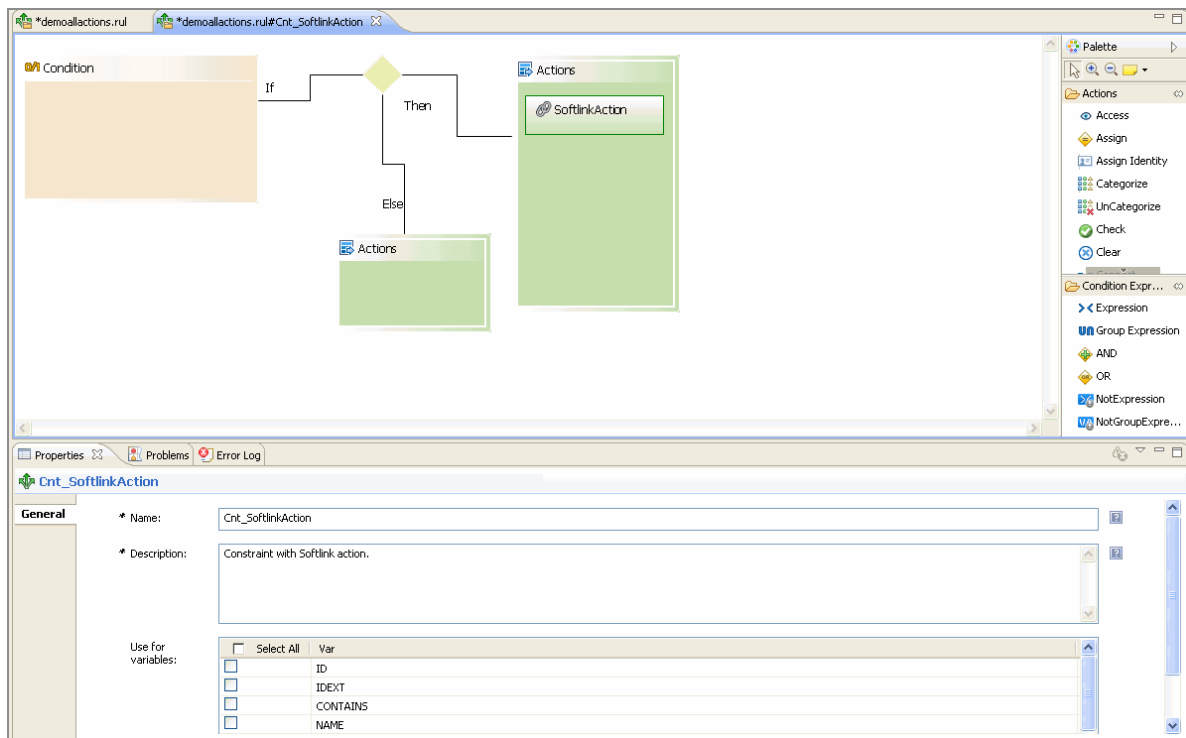 *demoallactions.rul
*demoallactions.rul#Cnt_SoftlinkAction
Condition
If
Then
Else
Actions
SoftlinkAction
Actions
Palette
Actions
Access
Assign
Assign Identity
Categorize
UnCategorize
Check
Clear
Condition Expr...
Expression
Group Expression
AND
OR
NotExpression
NotGroupExpre...
Properties
Problems
Error Log
Cnt_SoftlinkAction
General
* Name:
Cnt_SoftlinkAction
* Description:
Constraint with Softlink action.
Use for
variables:
Select All Var
ID
IDEXT
CONTAINS
NAME